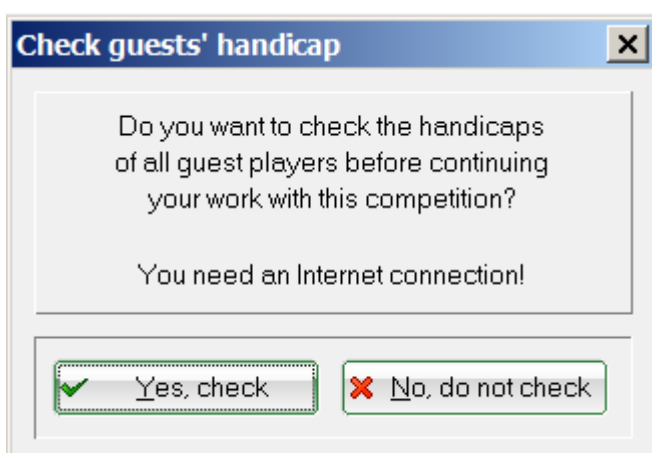 Check guests' handicap
Do you want to check the handicaps
of all guest players before continuing
your work with this competition?
You need an Internet connection!
Yes, check
No, do not check